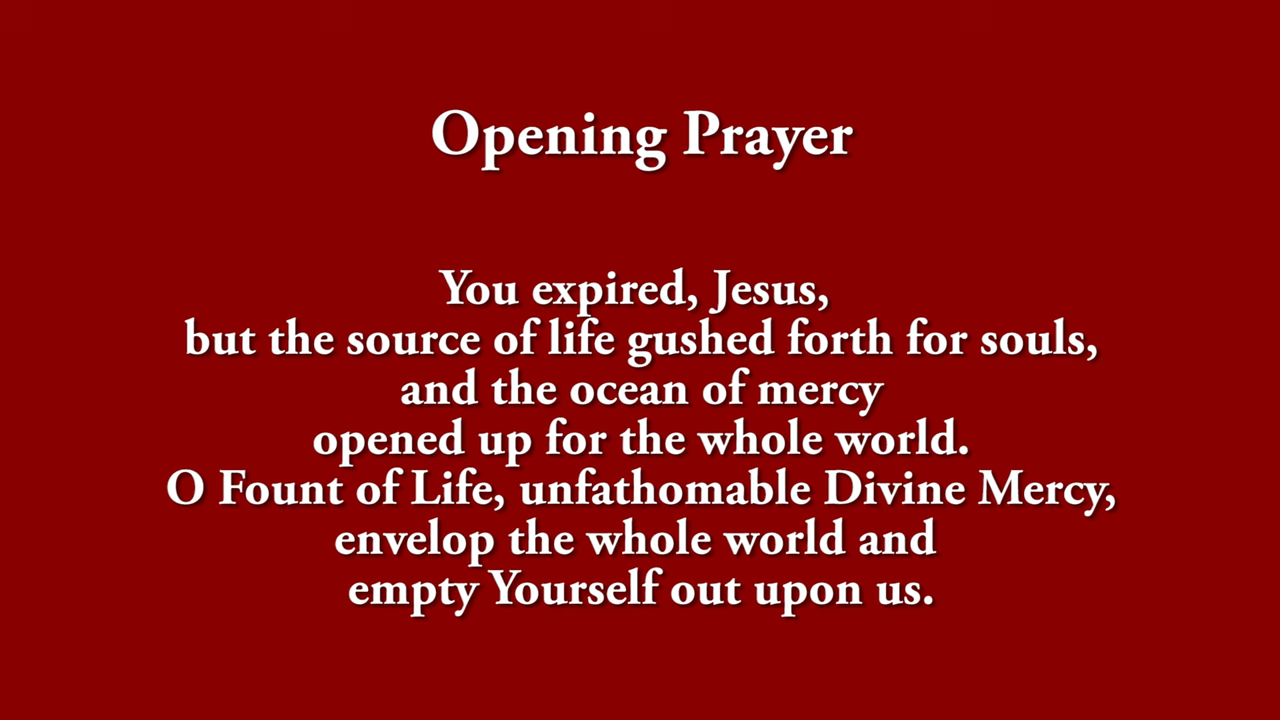 Opening Prayer
You expired, Jesus,
but the source of life gushed forth for souls,
and the ocean of mercy
opened up for the whole world.
O Fount of Life, unfathomable Divine Mercy,
envelop the whole world and
empty Yourself out upon us.